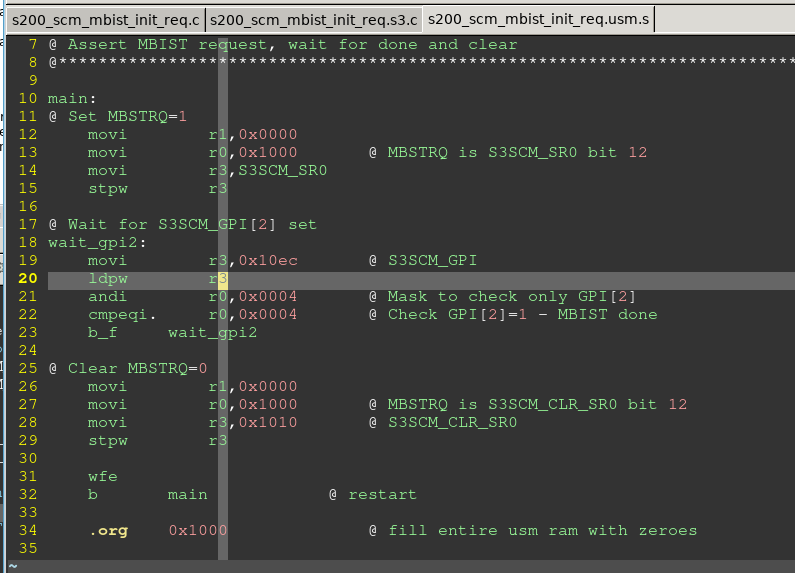 s200_scm_mbist_init_req.c s200_scm_mbist_init_req.s3.c s200_scm_mbist_init_req.usm.s
7 @ Assert MBIST request, wait for done and clear
8 @***************************************************************************
9
10 main:
11 @ Set MBSTRQ=1
12 movi r1,0x0000
13 movi r0,0x1000 @ MBSTRQ is S3SCM_SR0 bit 12
14 movi r3,S3SCM_SR0
15 stpw r3
16
17 @ Wait for S3SCM_GPI[2] set
18 wait_gpi2:
19 movi r3,0x10ec @ S3SCM_GPI
20 ldpw r3
21 andi r0,0x0004 @ Mask to check only GPI[2]
22 cmpeqi. r0,0x0004 @ Check GPI[2]=1 - MBIST done
23 b_f wait_gpi2
24
25 @ Clear MBSTRQ=0
26 movi r1,0x0000
27 movi r0,0x1000 @ MBSTRQ is S3SCM_CLR_SR0 bit 12
28 movi r3,0x1010 @ S3SCM_CLR_SR0
29 stpw r3
30
31 wfe
32 b main @ restart
33
34 .org 0x1000 @ fill entire usm ram with zeroes
35
~